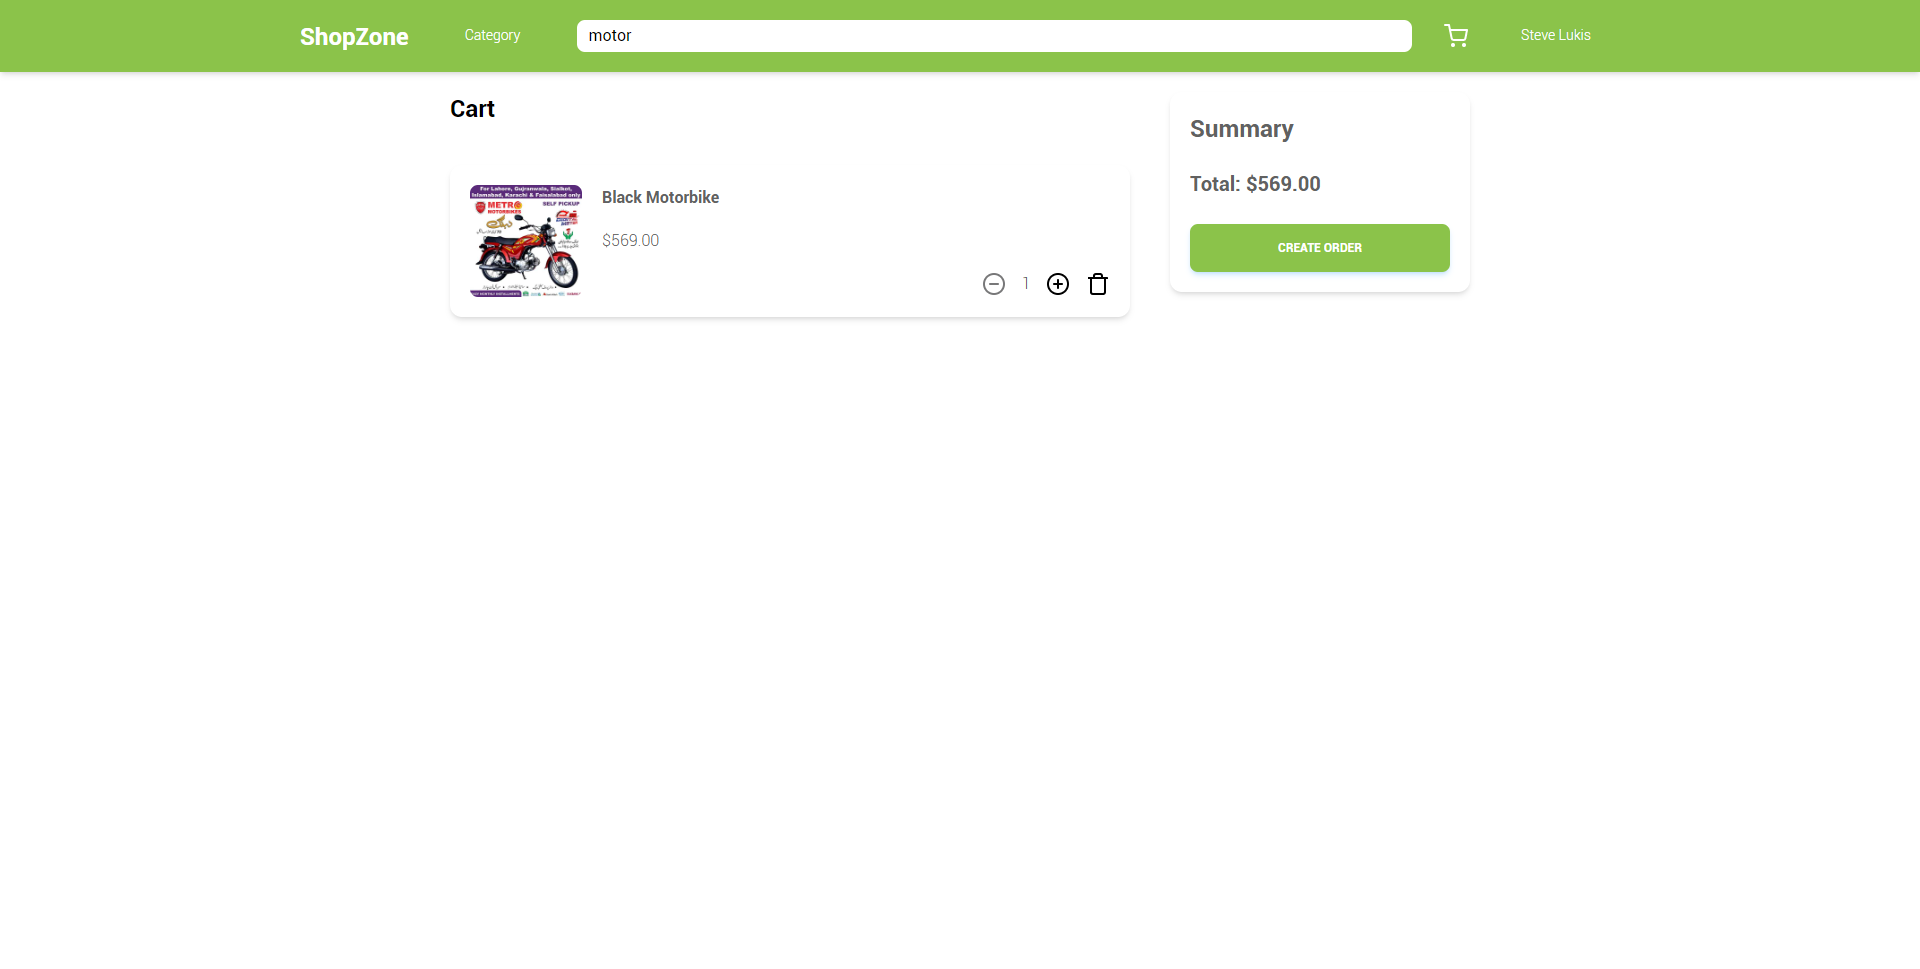 ShopZone
Category
motor
Steve Lukis
Cart
For Lahore, Gujranwala, Sialkot,
Islamabad, Karachi & Faisalabad only
METRO
MOTORBIKES
SELF PICKUP
Black Motorbike
$569.00
1
Summary
Total: $569.00
CREATE ORDER